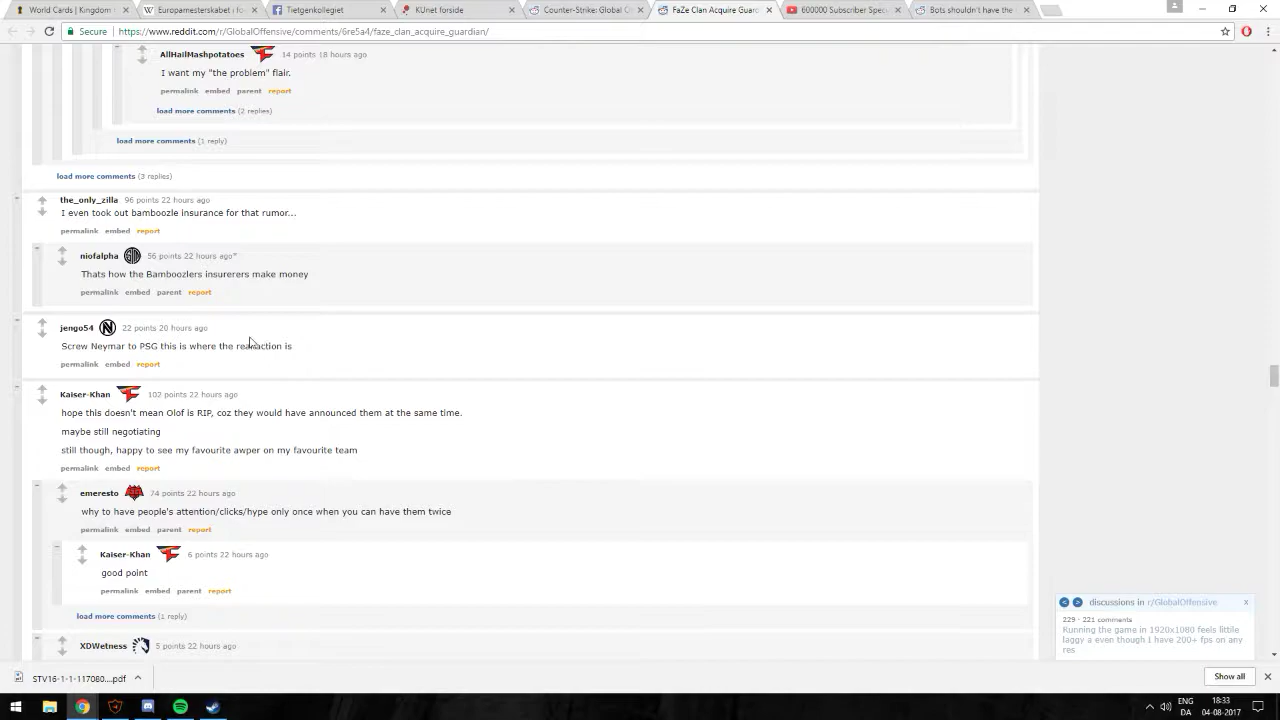 World Cards | Kingdom
Europamesterskabet i fo
Tietgenkollegiet
KUnet forside
Counter-Strike: Global O
FaZe Clan Acquire Guar
600000 Subscriber Spec
Bots shouldn't have the
Secure | https://www.reddit.com/r/GlobalOffensive/comments/6re5a4/faze_clan_acquire_guardian/
AllHailMashpotatoes 14 points 18 hours ago
I want my "the problem" flair.
permalink embed parent report
load more comments (2 replies)
load more comments (1 reply)
load more comments (3 replies)
the_only_zilla 96 points 22 hours ago
I even took out bamboozle insurance for that rumor...
permalink embed report
niofalpha 56 points 22 hours ago*
Thats how the Bamboozlers insurerers make money
permalink embed parent report
jengo54 22 points 20 hours ago
Screw Neymar to PSG this is where the real action is
permalink embed report
Kaiser-Khan 102 points 22 hours ago
hope this doesn't mean Olof is RIP, coz they would have announced them at the same time.
maybe still negotiating
still though, happy to see my favourite awper on my favourite team
permalink embed report
emeresto 74 points 22 hours ago
why to have people's attention/clicks/hype only once when you can have them twice
permalink embed parent report
Kaiser-Khan 6 points 22 hours ago
good point
permalink embed parent report
load more comments (1 reply)
XDWetness 5 points 22 hours ago
discussions in r/GlobalOffensive X
229 · 221 comments
Running the game in 1920x1080 feels little
laggy a even though I have 200+ fps on any
res
STV16-1-1-117080....pdf
Show all
ENG
DA
18:33
04-08-2017